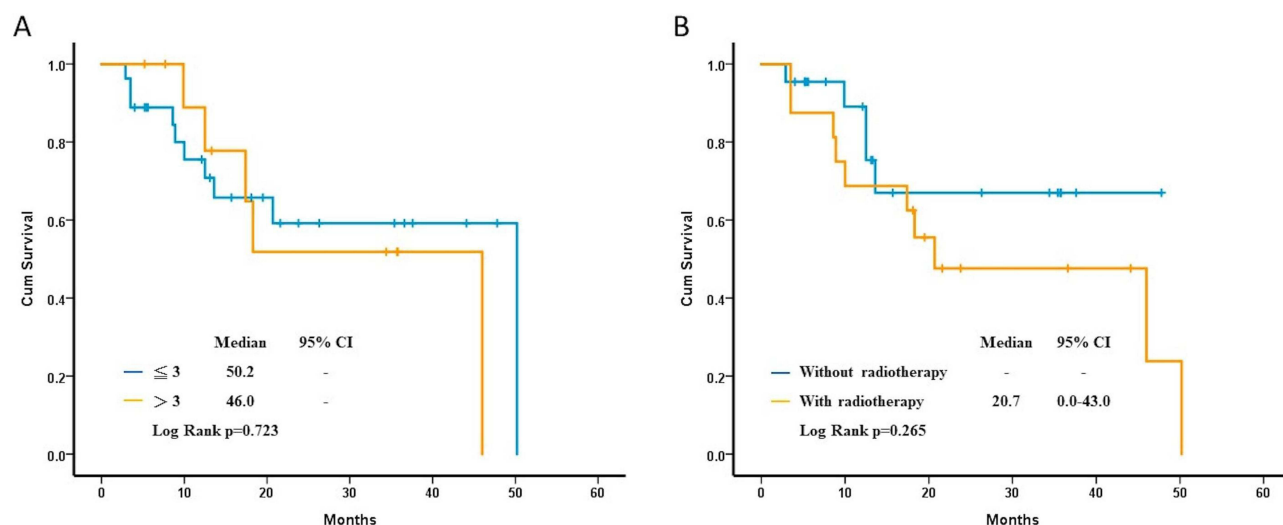 A
1.0
0.8
0.6
0.4
0.2
0.0
Cum Survival
Median 95% CI
≦ 3 50.2 -
＞ 3 46.0 -
Log Rank p=0.723
0 10 20 30 40 50 60
Months
B
1.0
0.8
0.6
0.4
0.2
0.0
Cum Survival
Median 95% CI
Without radiotherapy - -
With radiotherapy 20.7 0.0-43.0
Log Rank p=0.265
0 10 20 30 40 50 60
Months